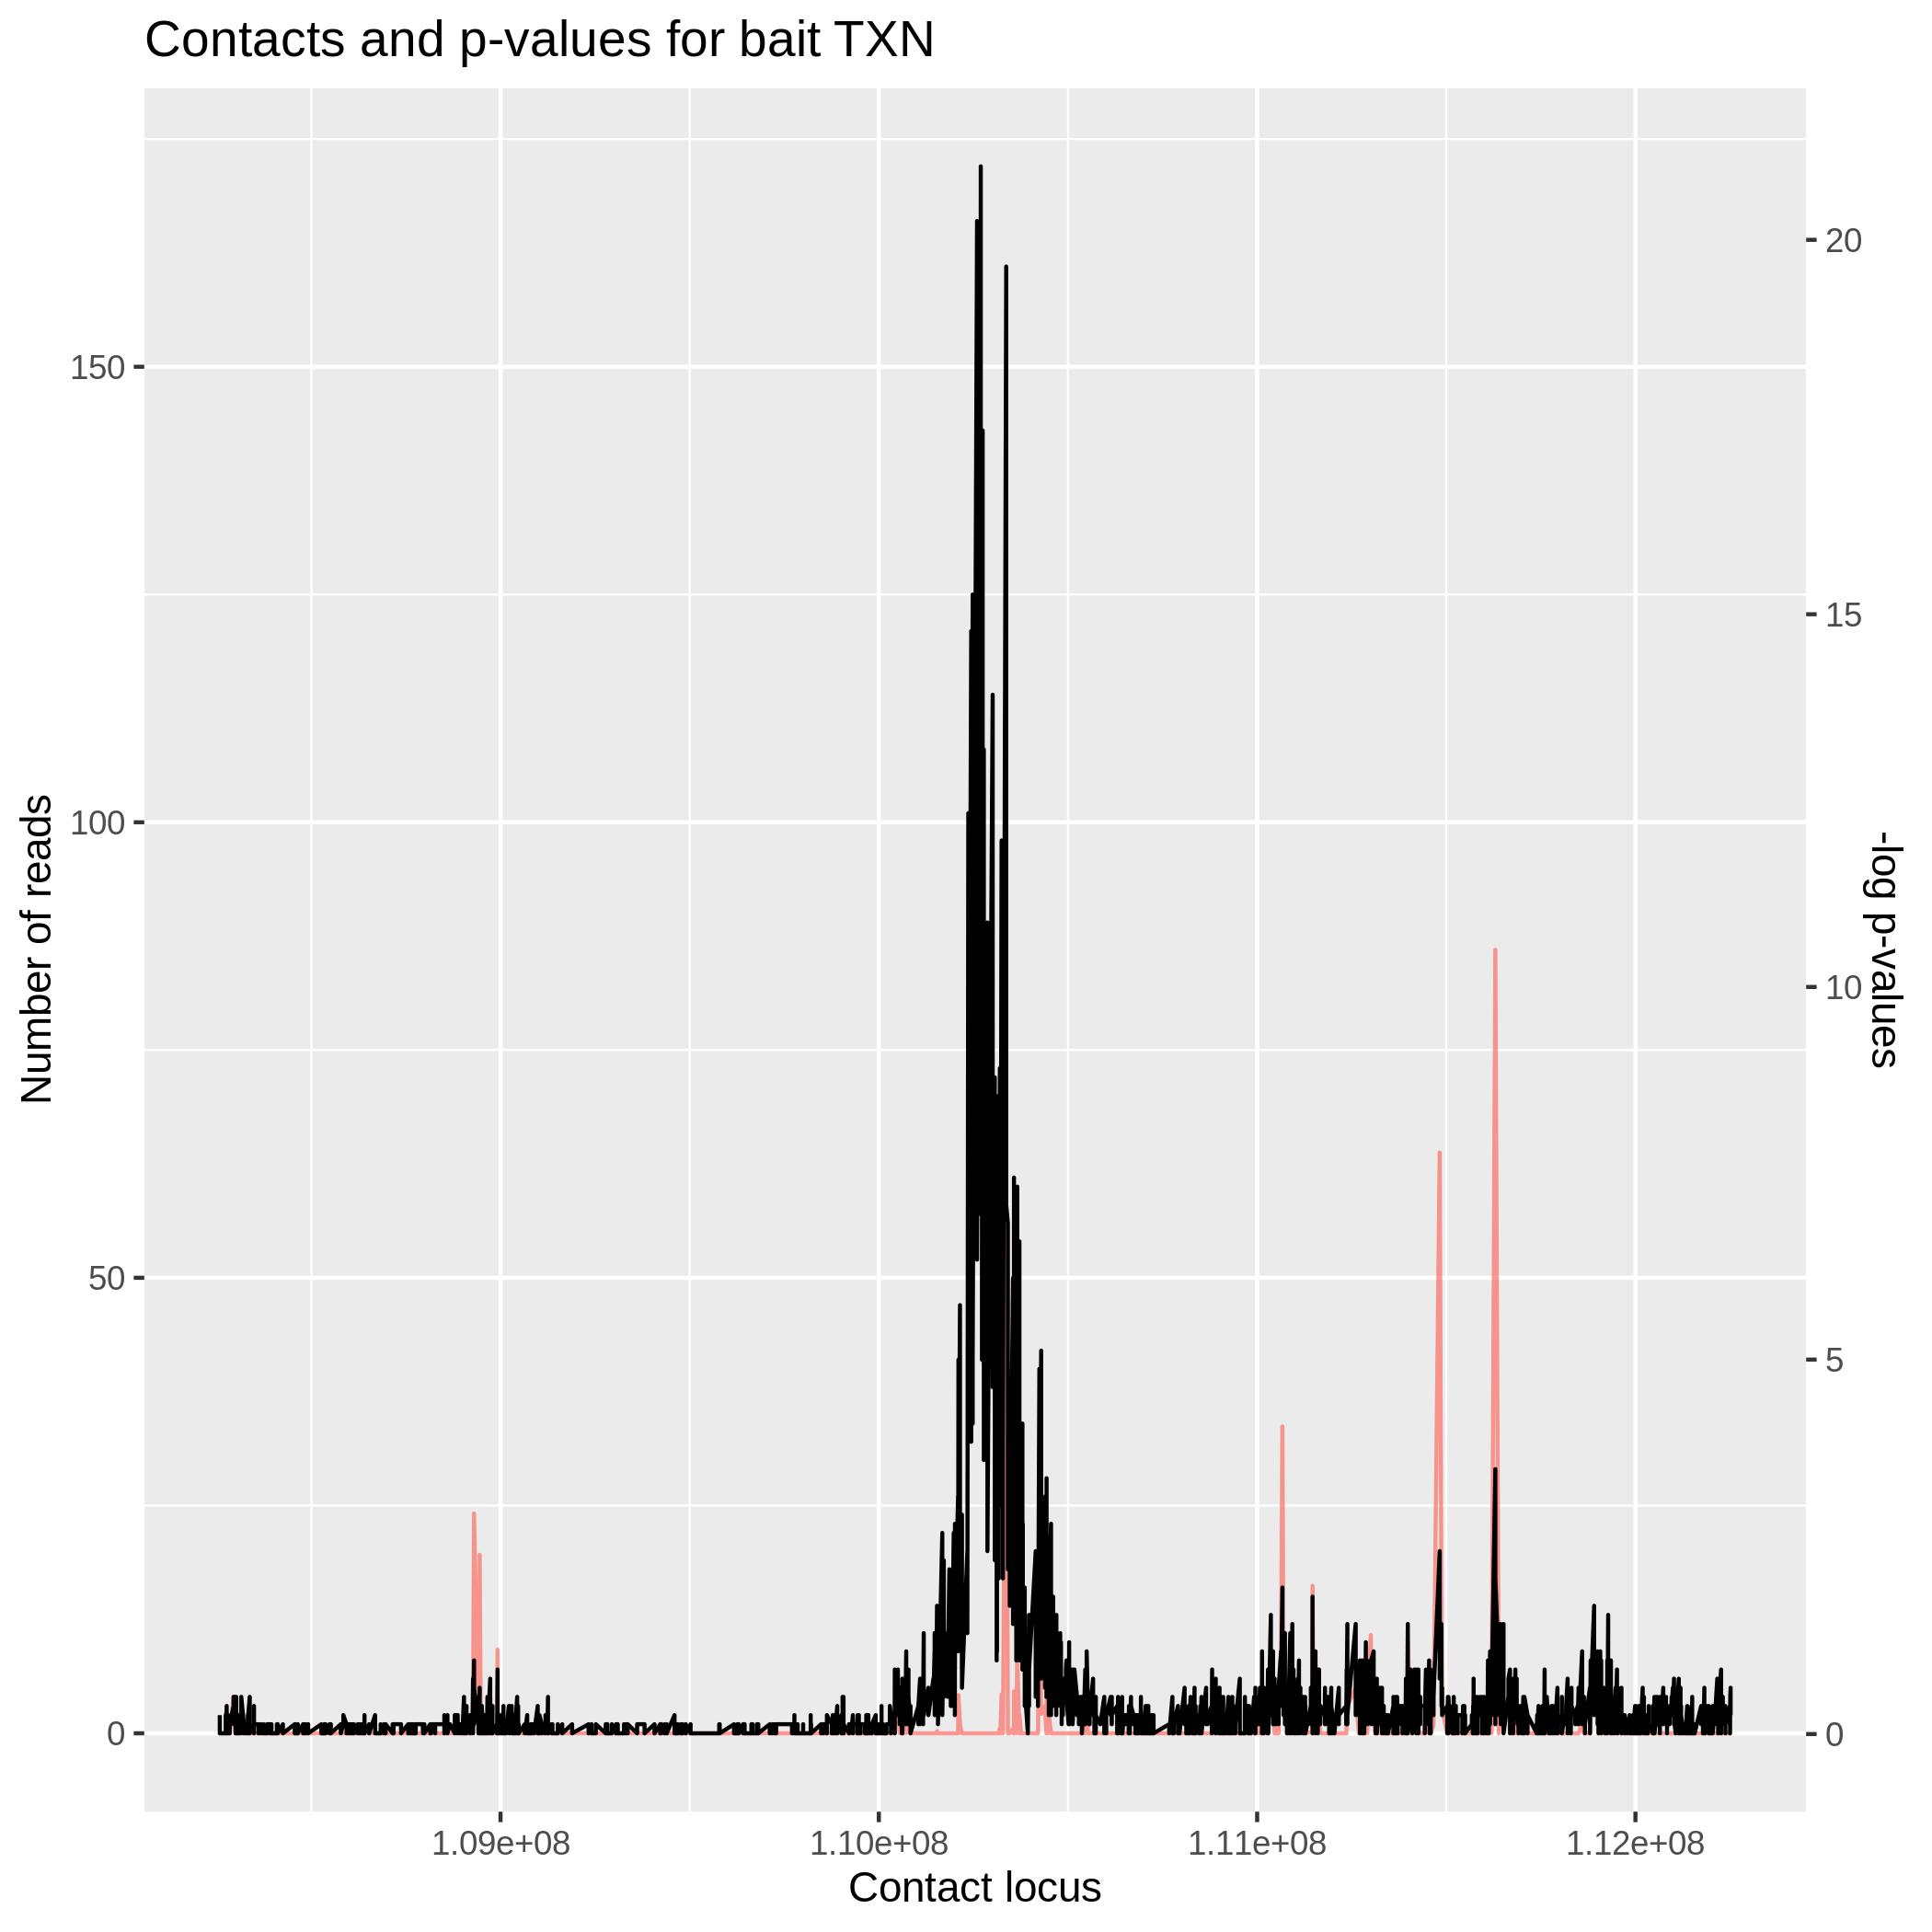 Contacts and p-values for bait TXN
Number of reads
150
100
50
0
20
15
10
5
0
-log p-values
1.09e+08
1.10e+08
1.11e+08
1.12e+08
Contact locus